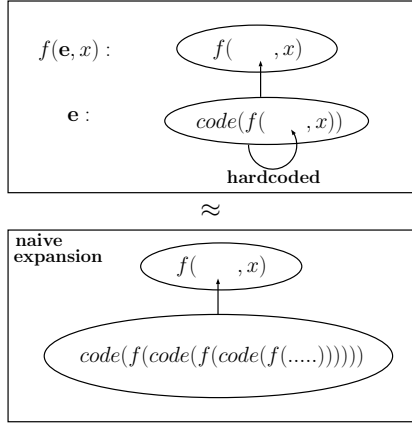 f(e, x) : f(   , x)
e : code(f(   , x))
hardcoded
≈
naive
expansion
f(   , x)
code(f(code(f(code(f(.....))))))